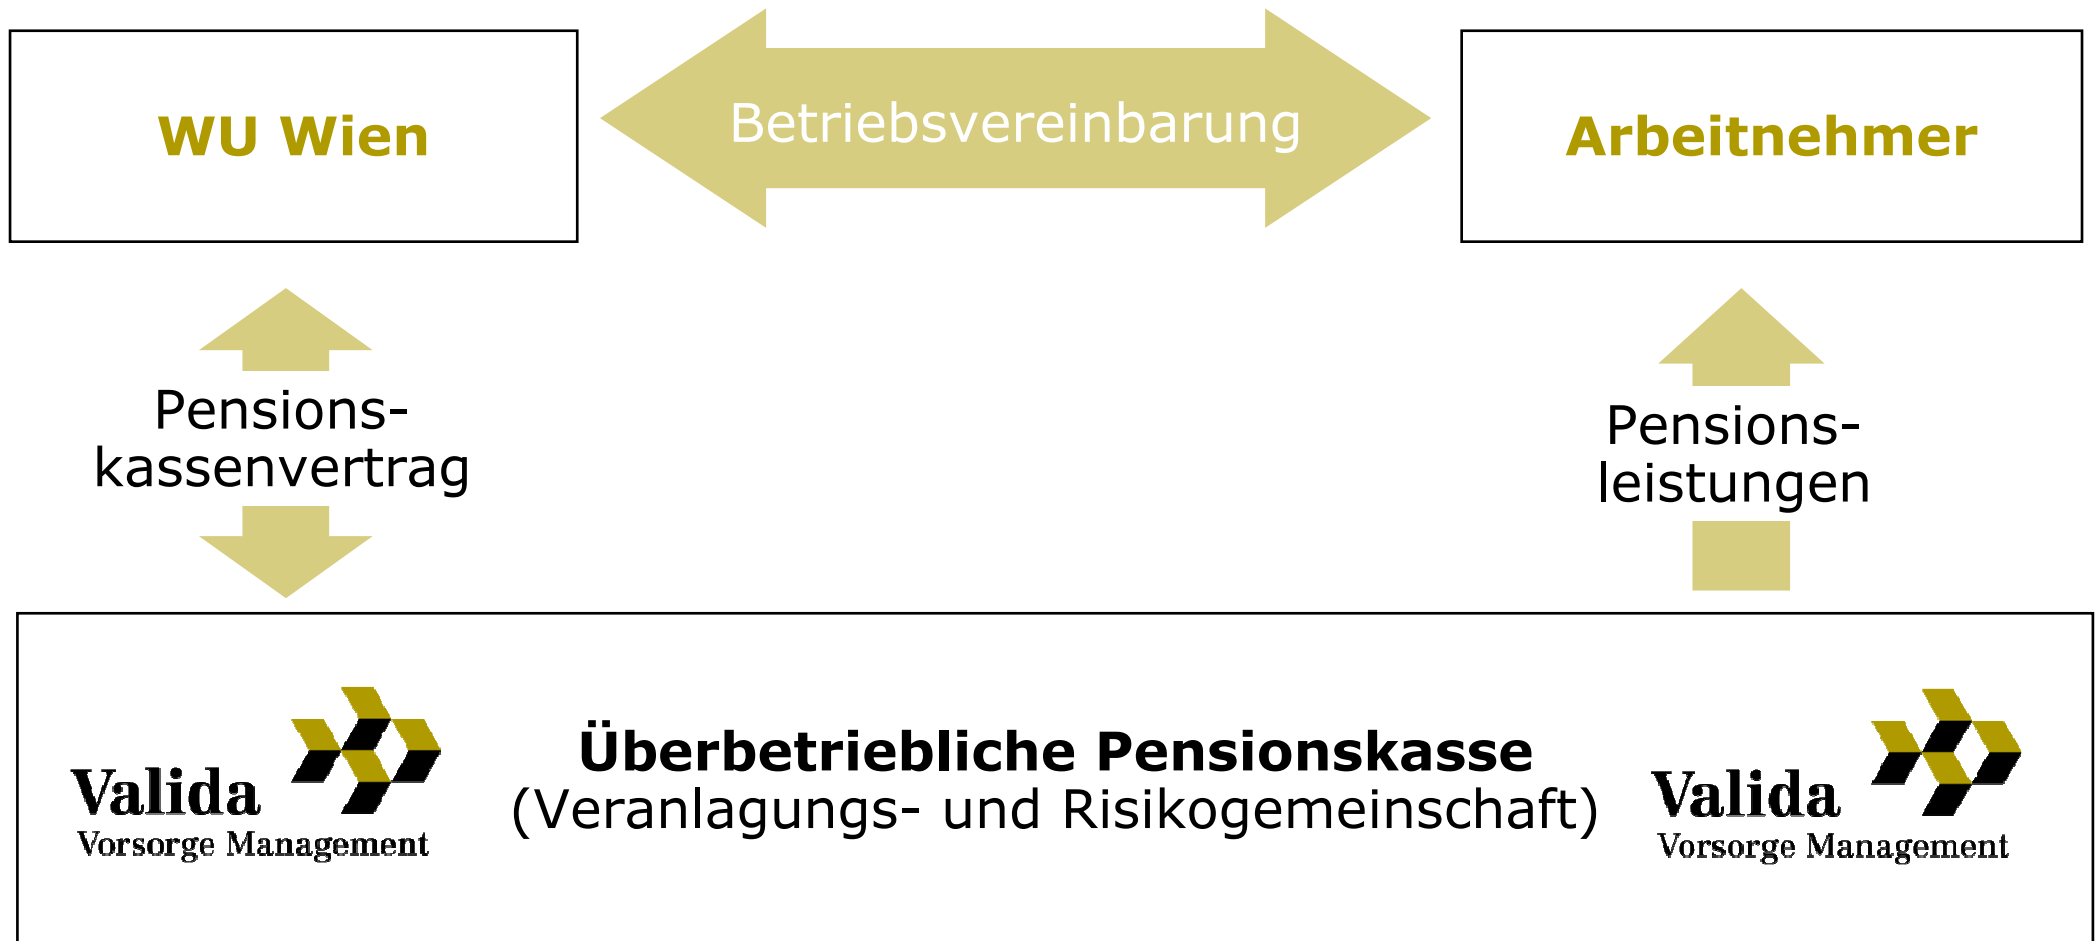 WU Wien
Betriebsvereinbarung
Arbeitnehmer
Pensions-
kassenvertrag
Pensions-
leistungen
Valida
Vorsorge Management
Überbetriebliche Pensionskasse
(Veranlagungs- und Risikogemeinschaft)
Valida
Vorsorge Management